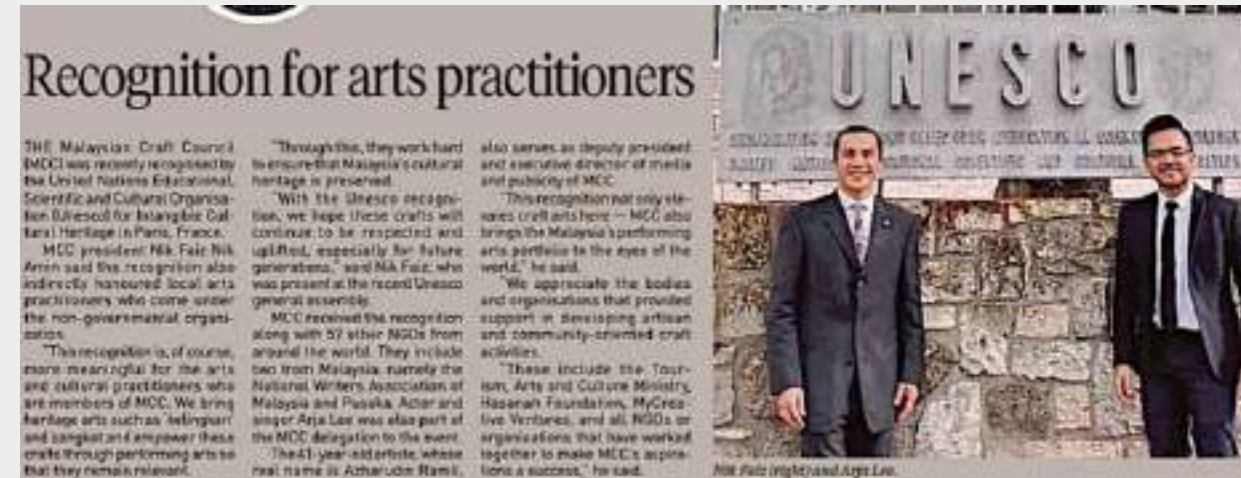 Recognition for arts practitioners
THE Malaysian Craft Council
(MCC) was recently recognised by
the United Nations Educational,
Scientific and Cultural Organisa-
tion (Unesco) for Intangible Cul-
tural Heritage in Paris, France.
MCC president Nik Faiz Nik
Amin said the recognition also
indirectly honoured local arts
practitioners who come under
the non-governmental organi-
sation.
"This recognition is, of course,
more meaningful for the arts
and cultural practitioners who
are members of MCC. We bring
heritage arts such as
and songket and empower these
crafts through performing arts so
that they remain relevant.
"Through this, they work hard
to ensure that Malaysia's cultural
heritage is preserved.
"With the Unesco recogni-
tion, we hope these crafts will
continue to be respected and
uplifted, especially for future
generations," said Nik Faiz, who
was present at the recent Unesco
general assembly.
MCC received the recognition
along with 57 other NGOs from
around the world. They include
two from Malaysia, namely the
National Writers Association of
Malaysia and Pusaka. Actor and
singer Arja Lee was also part of
the MCC delegation to the event.
The 41-year-old artiste, whose
real name is Azharudin Ramli,
also serves as deputy president
and executive director of media
and publicity of MCC.
"This recognition not only ele-
vates craft arts here — MCC also
brings the Malaysia's performing
arts portfolio to the eyes of the
world," he said.
"We appreciate the bodies
and organisations that provided
support in developing artisan
and community-oriented craft
activities.
"These include the Tour-
ism, Arts and Culture Ministry,
Hasanah Foundation, MyCrea-
tive Ventures, and all NGOs or
organisations that have worked
together to make MCC's aspira-
tions a success," he said.
UNESCO
Nik Faiz (right) and Arja Lee.